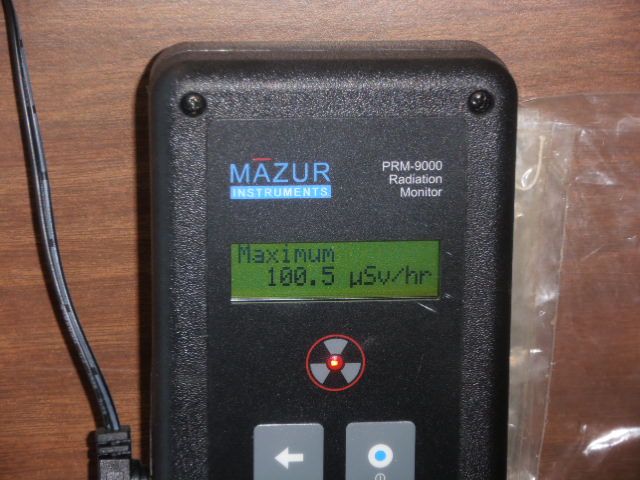 MAZUR
INSTRUMENTS
PRM-9000
Radiation
Monitor
Maximum
100.5 µSv/hr